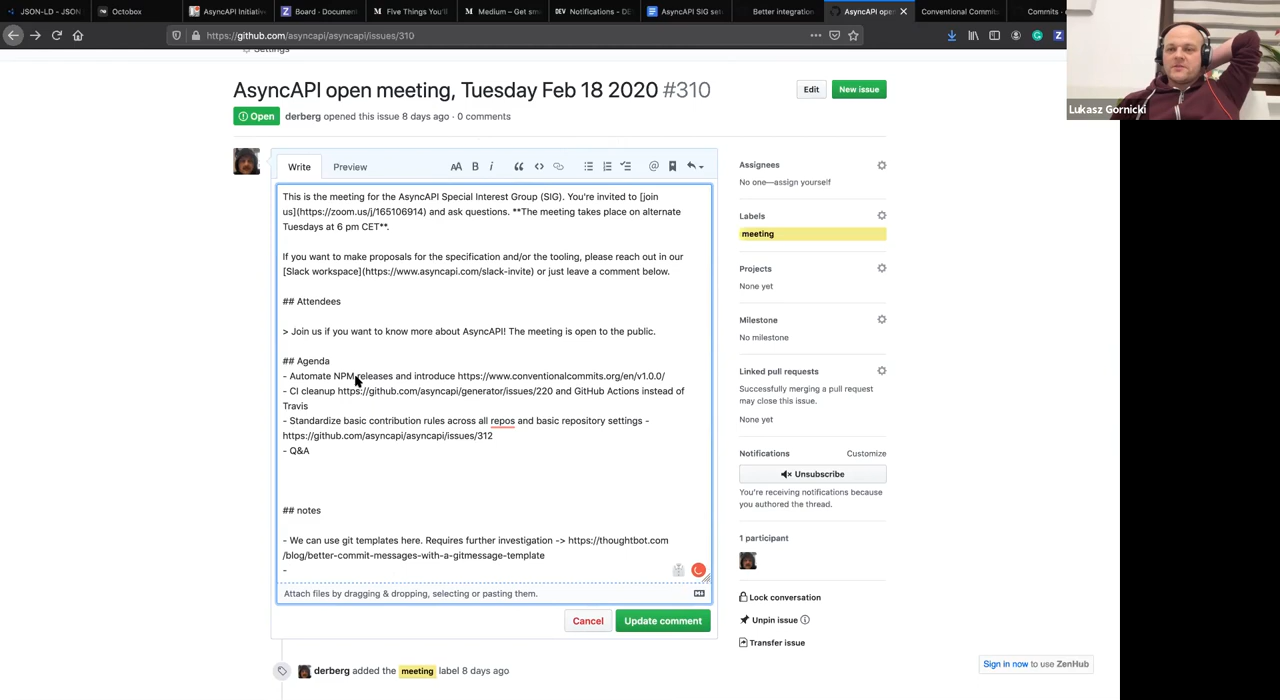 JSON-LD - JSON
Octobox
AsyncAPI Initiativ
Board · Documen
Five Things You'll
Medium – Get sm
DEV Notifications - DE
AsyncAPI SIG set
Better integration
AsyncAPI ope
Conventional Commit
Commits ·
https://github.com/asyncapi/asyncapi/issues/310
Settings
AsyncAPI open meeting, Tuesday Feb 18 2020 #310
Edit
New issue
Open
derberg opened this issue 8 days ago · 0 comments
Lukasz Gornicki
Write
Preview
This is the meeting for the AsyncAPI Special Interest Group (SIG). You're invited to [join
us](https://zoom.us/j/165106914) and ask questions. **The meeting takes place on alternate
Tuesdays at 6 pm CET**.
If you want to make proposals for the specification and/or the tooling, please reach out in our
[Slack workspace](https://www.asyncapi.com/slack-invite) or just leave a comment below.
## Attendees
> Join us if you want to know more about AsyncAPI! The meeting is open to the public.
## Agenda
- Automate NPM releases and introduce https://www.conventionalcommits.org/en/v1.0.0/
- CI cleanup https://github.com/asyncapi/generator/issues/220 and GitHub Actions instead of
Travis
- Standardize basic contribution rules across all repos and basic repository settings -
https://github.com/asyncapi/asyncapi/issues/312
- Q&A
## notes
- We can use git templates here. Requires further investigation -> https://thoughtbot.com
/blog/better-commit-messages-with-a-gitmessage-template
-
Attach files by dragging & dropping, selecting or pasting them.
Cancel
Update comment
derberg added the meeting label 8 days ago
Assignees
No one—assign yourself
Labels
meeting
Projects
None yet
Milestone
No milestone
Linked pull requests
Successfully merging a pull request
may close this issue.
None yet
Notifications
Customize
Unsubscribe
You're receiving notifications because
you authored the thread.
1 participant
Lock conversation
Unpin issue
Transfer issue
Sign in now to use ZenHub